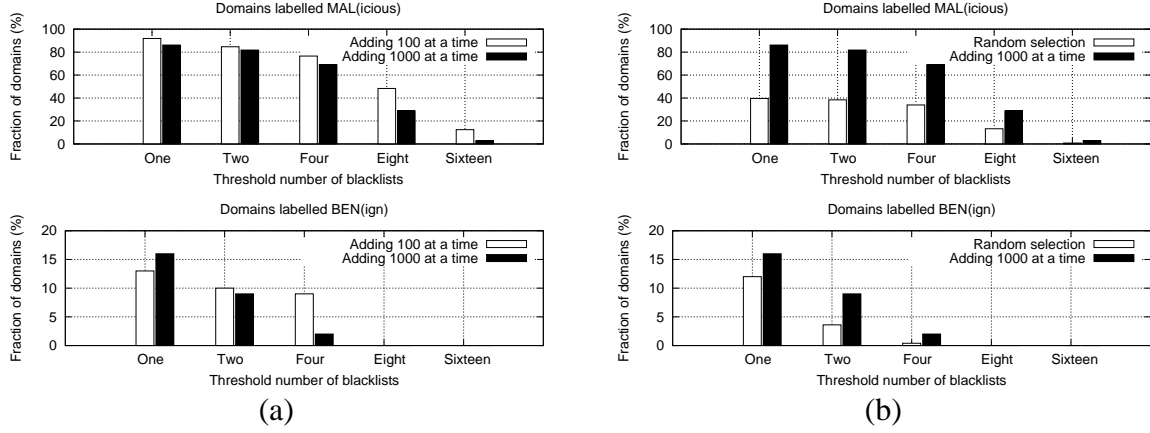 Domains labelled MAL(icious)
Fraction of domains (%)
100
80
60
40
20
0
Adding 100 at a time
Adding 1000 at a time
One Two Four Eight Sixteen
Threshold number of blacklists
Domains labelled BEN(ign)
Fraction of domains (%)
20
15
10
5
0
Adding 100 at a time
Adding 1000 at a time
One Two Four Eight Sixteen
Threshold number of blacklists
(a)
Domains labelled MAL(icious)
Fraction of domains (%)
100
80
60
40
20
0
Random selection
Adding 1000 at a time
One Two Four Eight Sixteen
Threshold number of blacklists
Domains labelled BEN(ign)
Fraction of domains (%)
20
15
10
5
0
Random selection
Adding 1000 at a time
One Two Four Eight Sixteen
Threshold number of blacklists
(b)